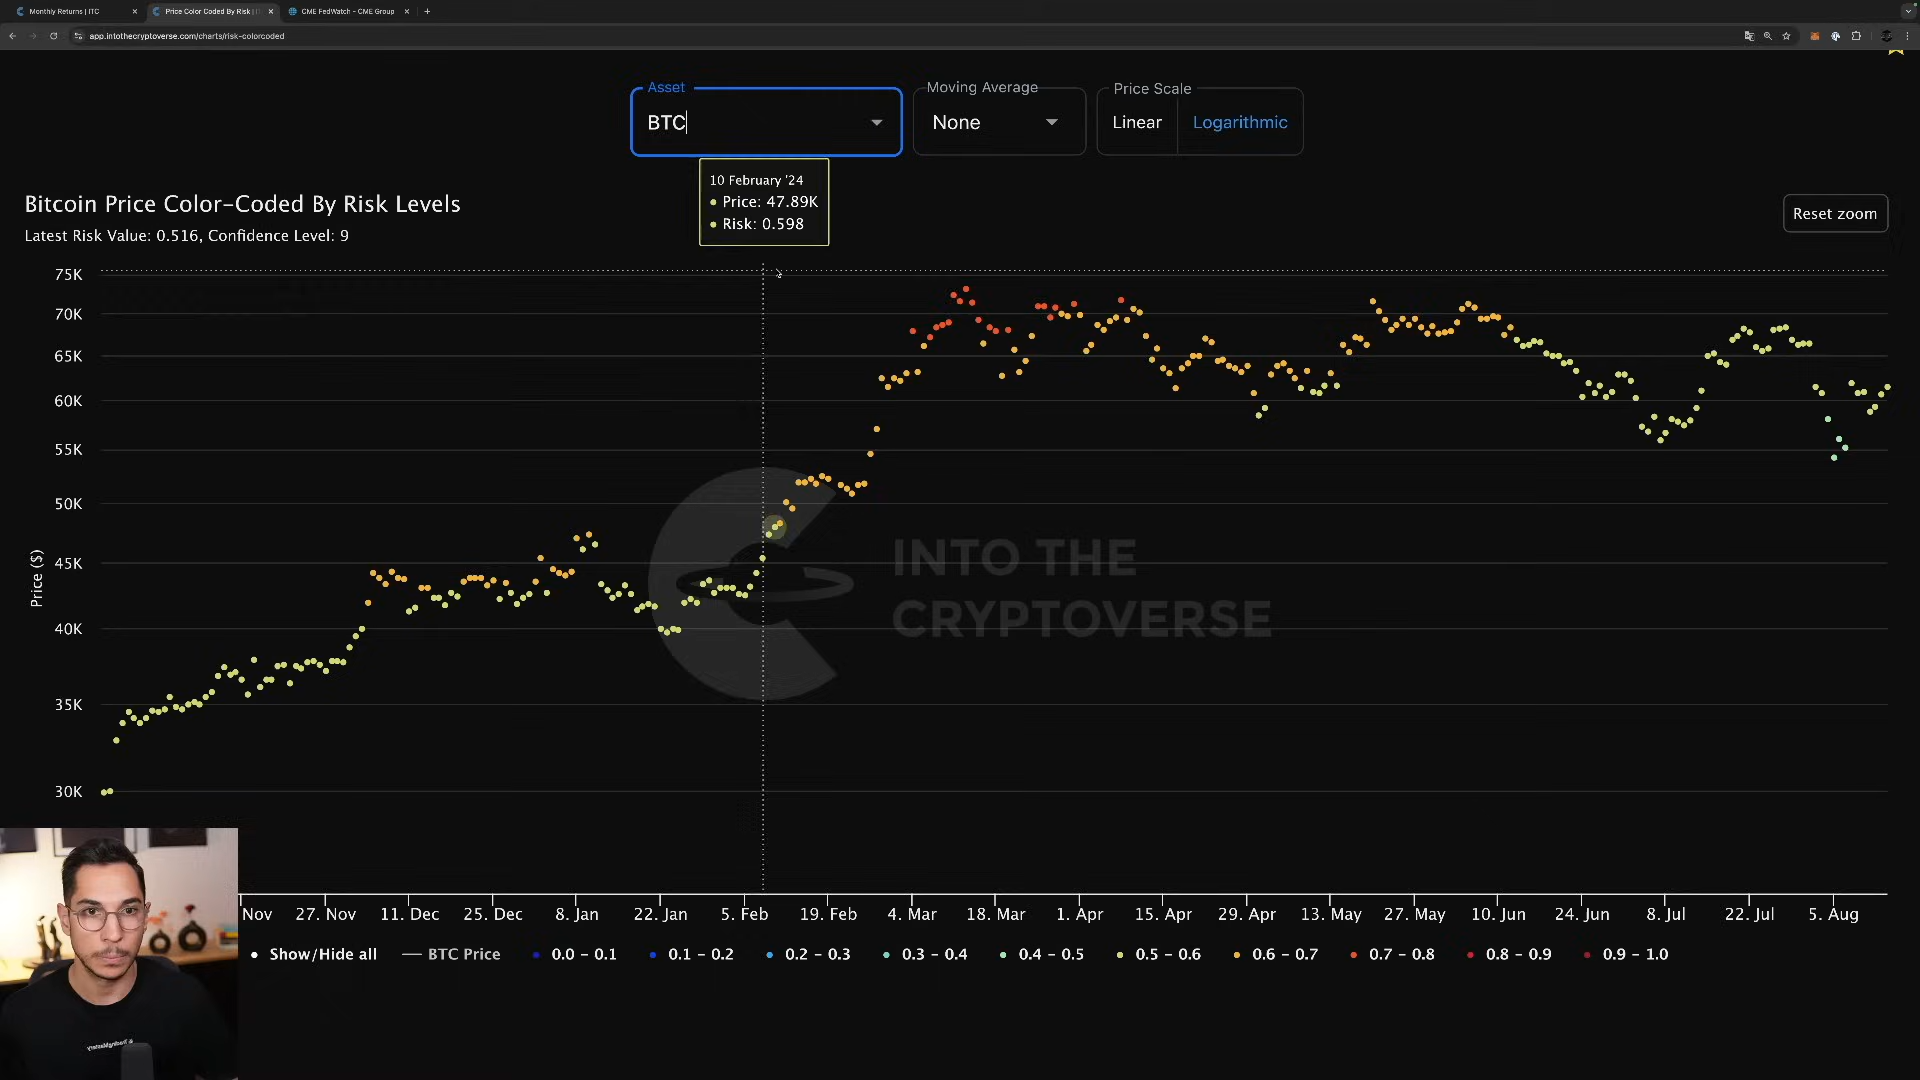 Monthly Returns | ITC
Price Color Coded By Risk | I
CME FedWatch - CME Group
app.intothecryptoverse.com/charts/risk-colorcoded
Asset
BTC
Moving Average
None
Price Scale
Linear
Logarithmic
10 February '24
Price: 47.89K
Risk: 0.598
Bitcoin Price Color-Coded By Risk Levels
Latest Risk Value: 0.516, Confidence Level: 9
Reset zoom
75K
70K
65K
60K
55K
50K
45K
40K
35K
30K
Price ($)
INTO THE
CRYPTOVERSE
Nov 27. Nov 11. Dec 25. Dec 8. Jan 22. Jan 5. Feb 19. Feb 4. Mar 18. Mar 1. Apr 15. Apr 29. Apr 13. May 27. May 10. Jun 24. Jun 8. Jul 22. Jul 5. Aug
Show/Hide all BTC Price 0.0 - 0.1 0.1 - 0.2 0.2 - 0.3 0.3 - 0.4 0.4 - 0.5 0.5 - 0.6 0.6 - 0.7 0.7 - 0.8 0.8 - 0.9 0.9 - 1.0